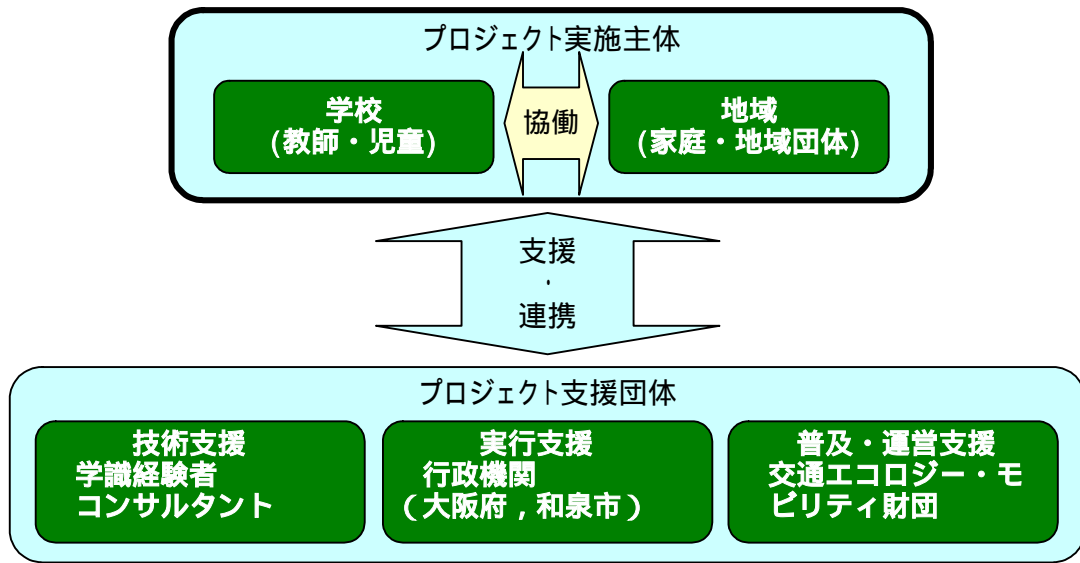 プロジェクト実施主体
学校
(教師・児童)
協働
地域
(家庭・地域団体)
支援
・
連携
プロジェクト支援団体
技術支援
学識経験者
コンサルタント
実行支援
行政機関
(大阪府,和泉市)
普及・運営支援
交通エコロジー・モ
ビリティ財団